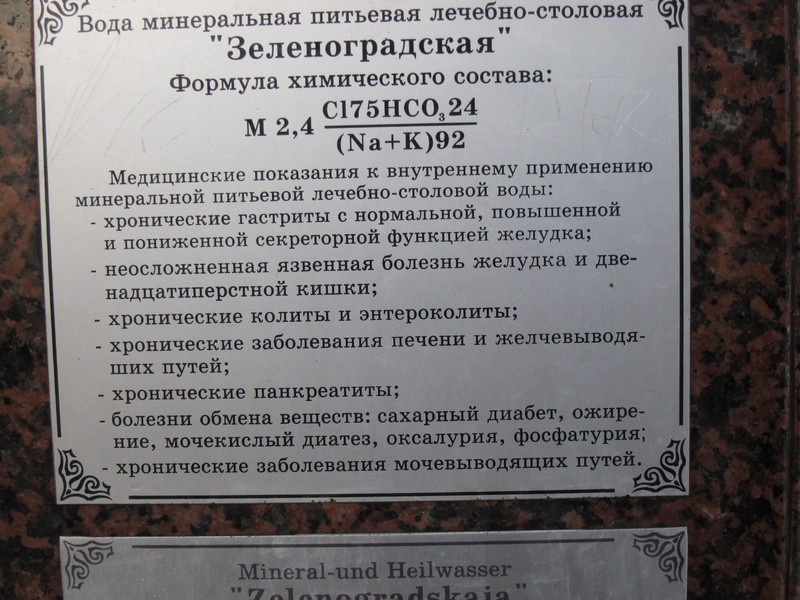 Вода минеральная питьевая лечебно-столовая
"Зеленоградская"
Формула химического состава:
М 2,4 Cl75HCO₃24
(Na+K)92
Медицинские показания к внутреннему применению
минеральной питьевой лечебно-столовой воды:
- хронические гастриты с нормальной, повышенной
и пониженной секреторной функцией желудка;
- неосложненная язвенная болезнь желудка и две-
надцатиперстной кишки;
- хронические колиты и энтероколиты;
- хронические заболевания печени и желчевыводя-
ших путей;
- хронические панкреатиты;
- болезни обмена веществ: сахарный диабет, ожире-
ние, мочекислый диатез, оксалурия, фосфатурия;
- хронические заболевания мочевыводящих путей.
Mineral-und Heilwasser
"Zelenogradskaja"